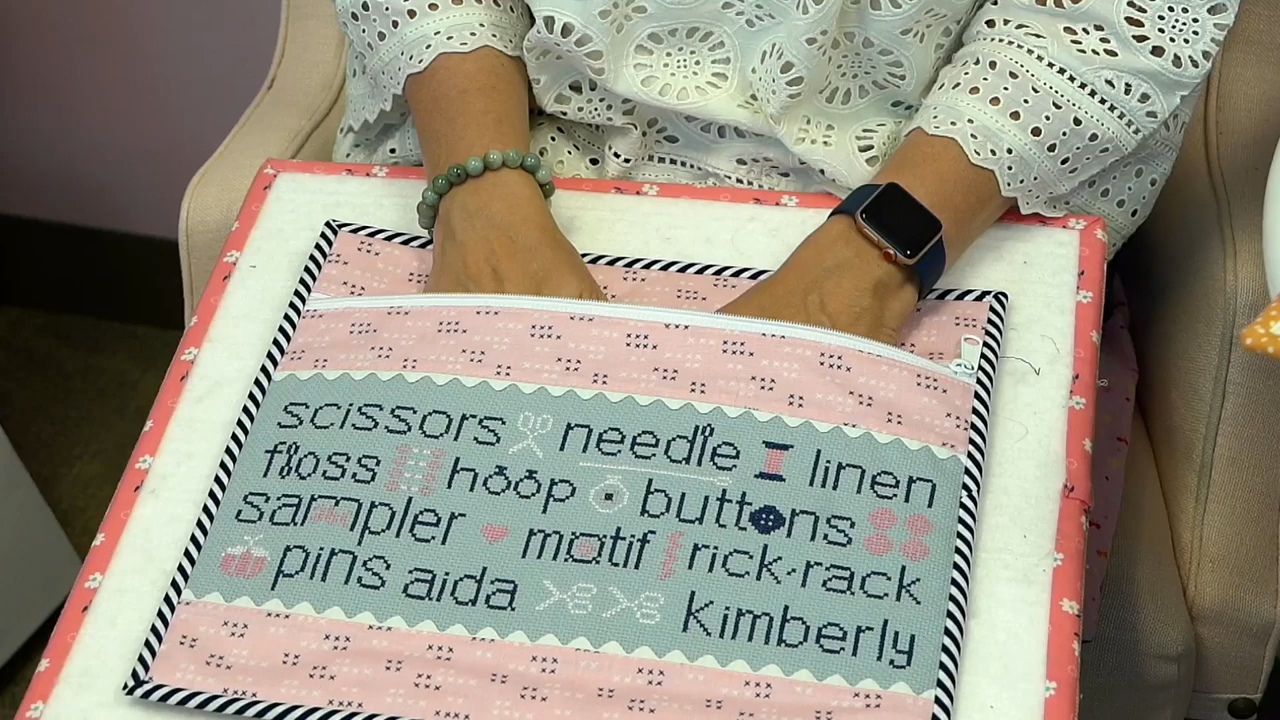 scissors needle linen
floss hoop buttons
sampler motif rick-rack
pins aida kimberly